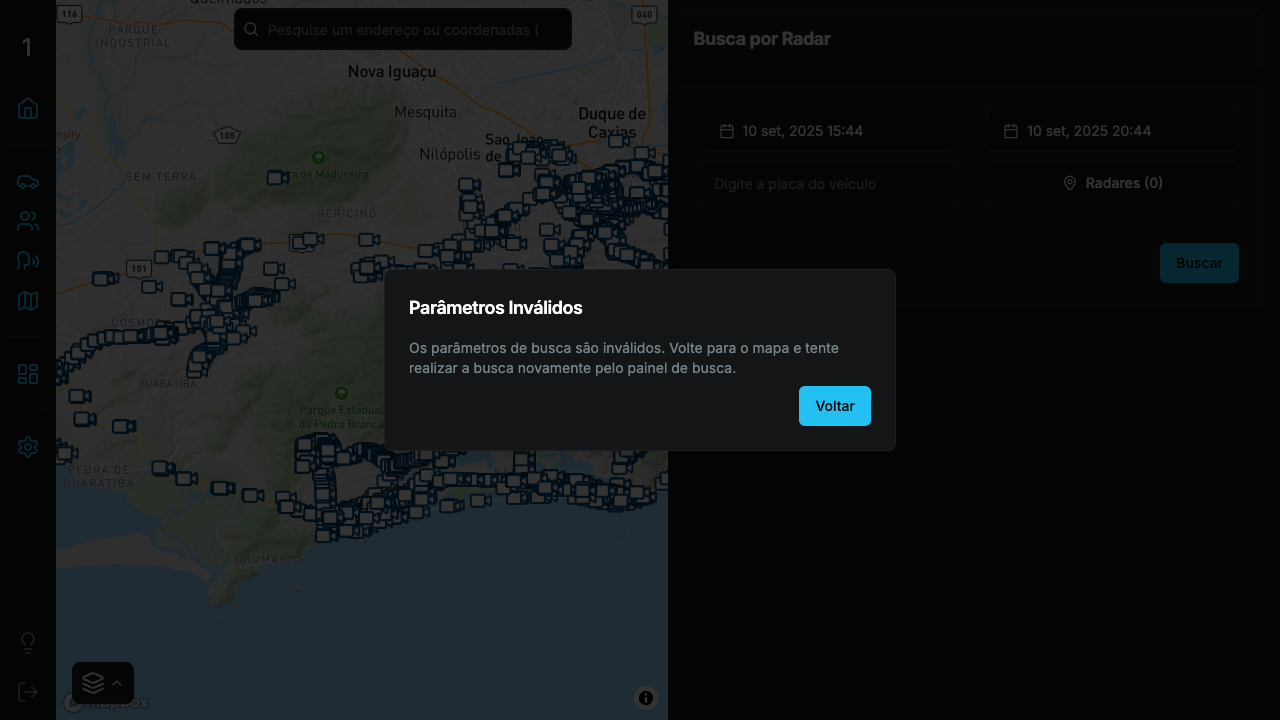 116
040
PARQUE
INDUSTRIAL
1
Pesquise um endereço ou coordenadas (
Busca por Radar
Nova Iguaçu
Mesquita
Duque de
Caxias
105
Nilópolis
de
SEM TERRA
de Madureira
GERICINÓ
101
10 set, 2025 15:44
10 set, 2025 20:44
Digite a placa do veículo
Radares (0)
Buscar
Parâmetros Inválidos
Os parâmetros de busca são inválidos. Volte para o mapa e tente
realizar a busca novamente pelo painel de busca.
Voltar
GUARATIBA
Parque Estadual
da Pedra Branca
PEDRA DE
GUARATIBA
GRUMARI
mapbox